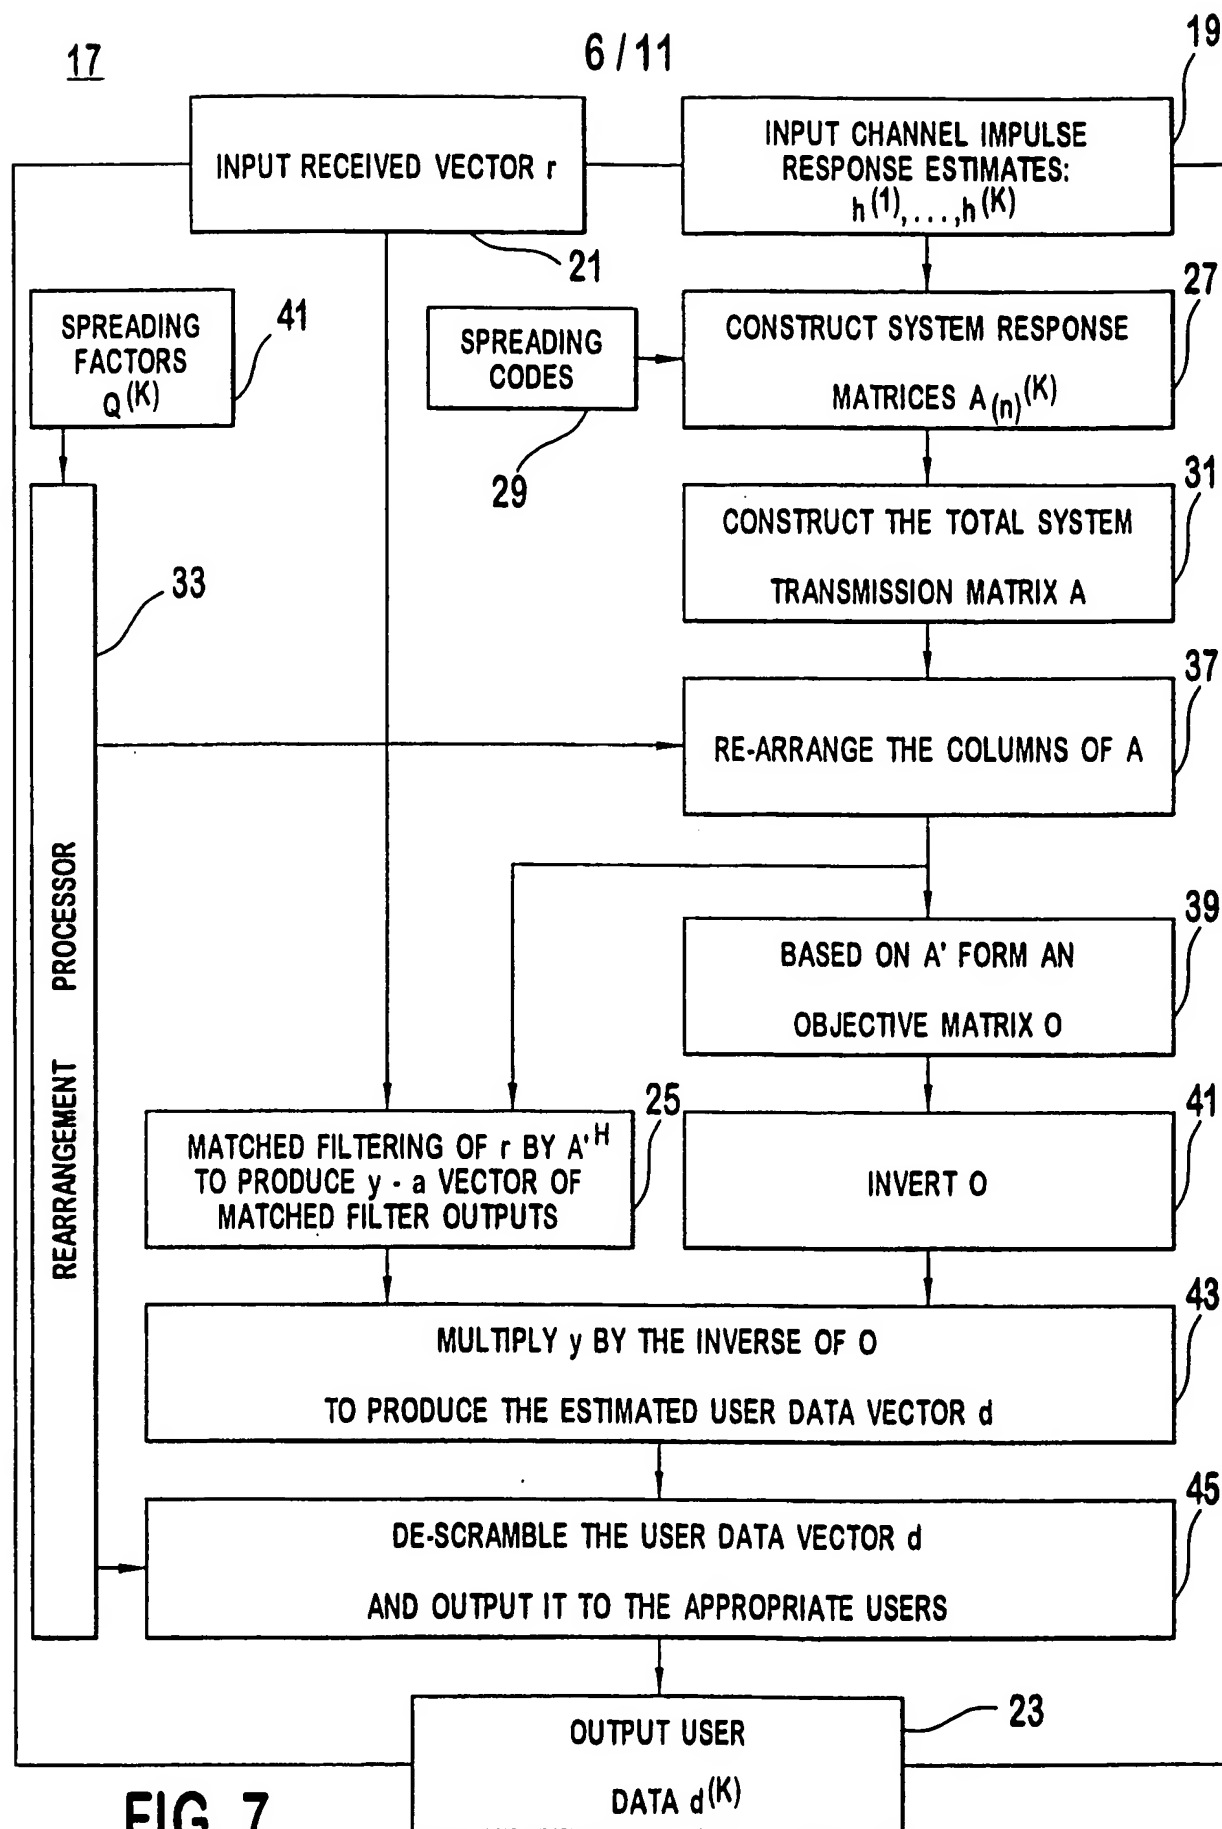 17
6 / 11
19
INPUT RECEIVED VECTOR r
21
INPUT CHANNEL IMPULSE
RESPONSE ESTIMATES:
h(1),...,h(K)
SPREADING
FACTORS
Q(K)
41
SPREADING
CODES
29
CONSTRUCT SYSTEM RESPONSE
MATRICES A(n)(K)
27
CONSTRUCT THE TOTAL SYSTEM
TRANSMISSION MATRIX A
31
33
REARRANGEMENT PROCESSOR
RE-ARRANGE THE COLUMNS OF A
37
BASED ON A' FORM AN
OBJECTIVE MATRIX O
39
MATCHED FILTERING OF r BY A'H
TO PRODUCE y - a VECTOR OF
MATCHED FILTER OUTPUTS
25
INVERT O
41
MULTIPLY y BY THE INVERSE OF O
TO PRODUCE THE ESTIMATED USER DATA VECTOR d
43
DE-SCRAMBLE THE USER DATA VECTOR d
AND OUTPUT IT TO THE APPROPRIATE USERS
45
OUTPUT USER
DATA d(K)
23
FIG. 7